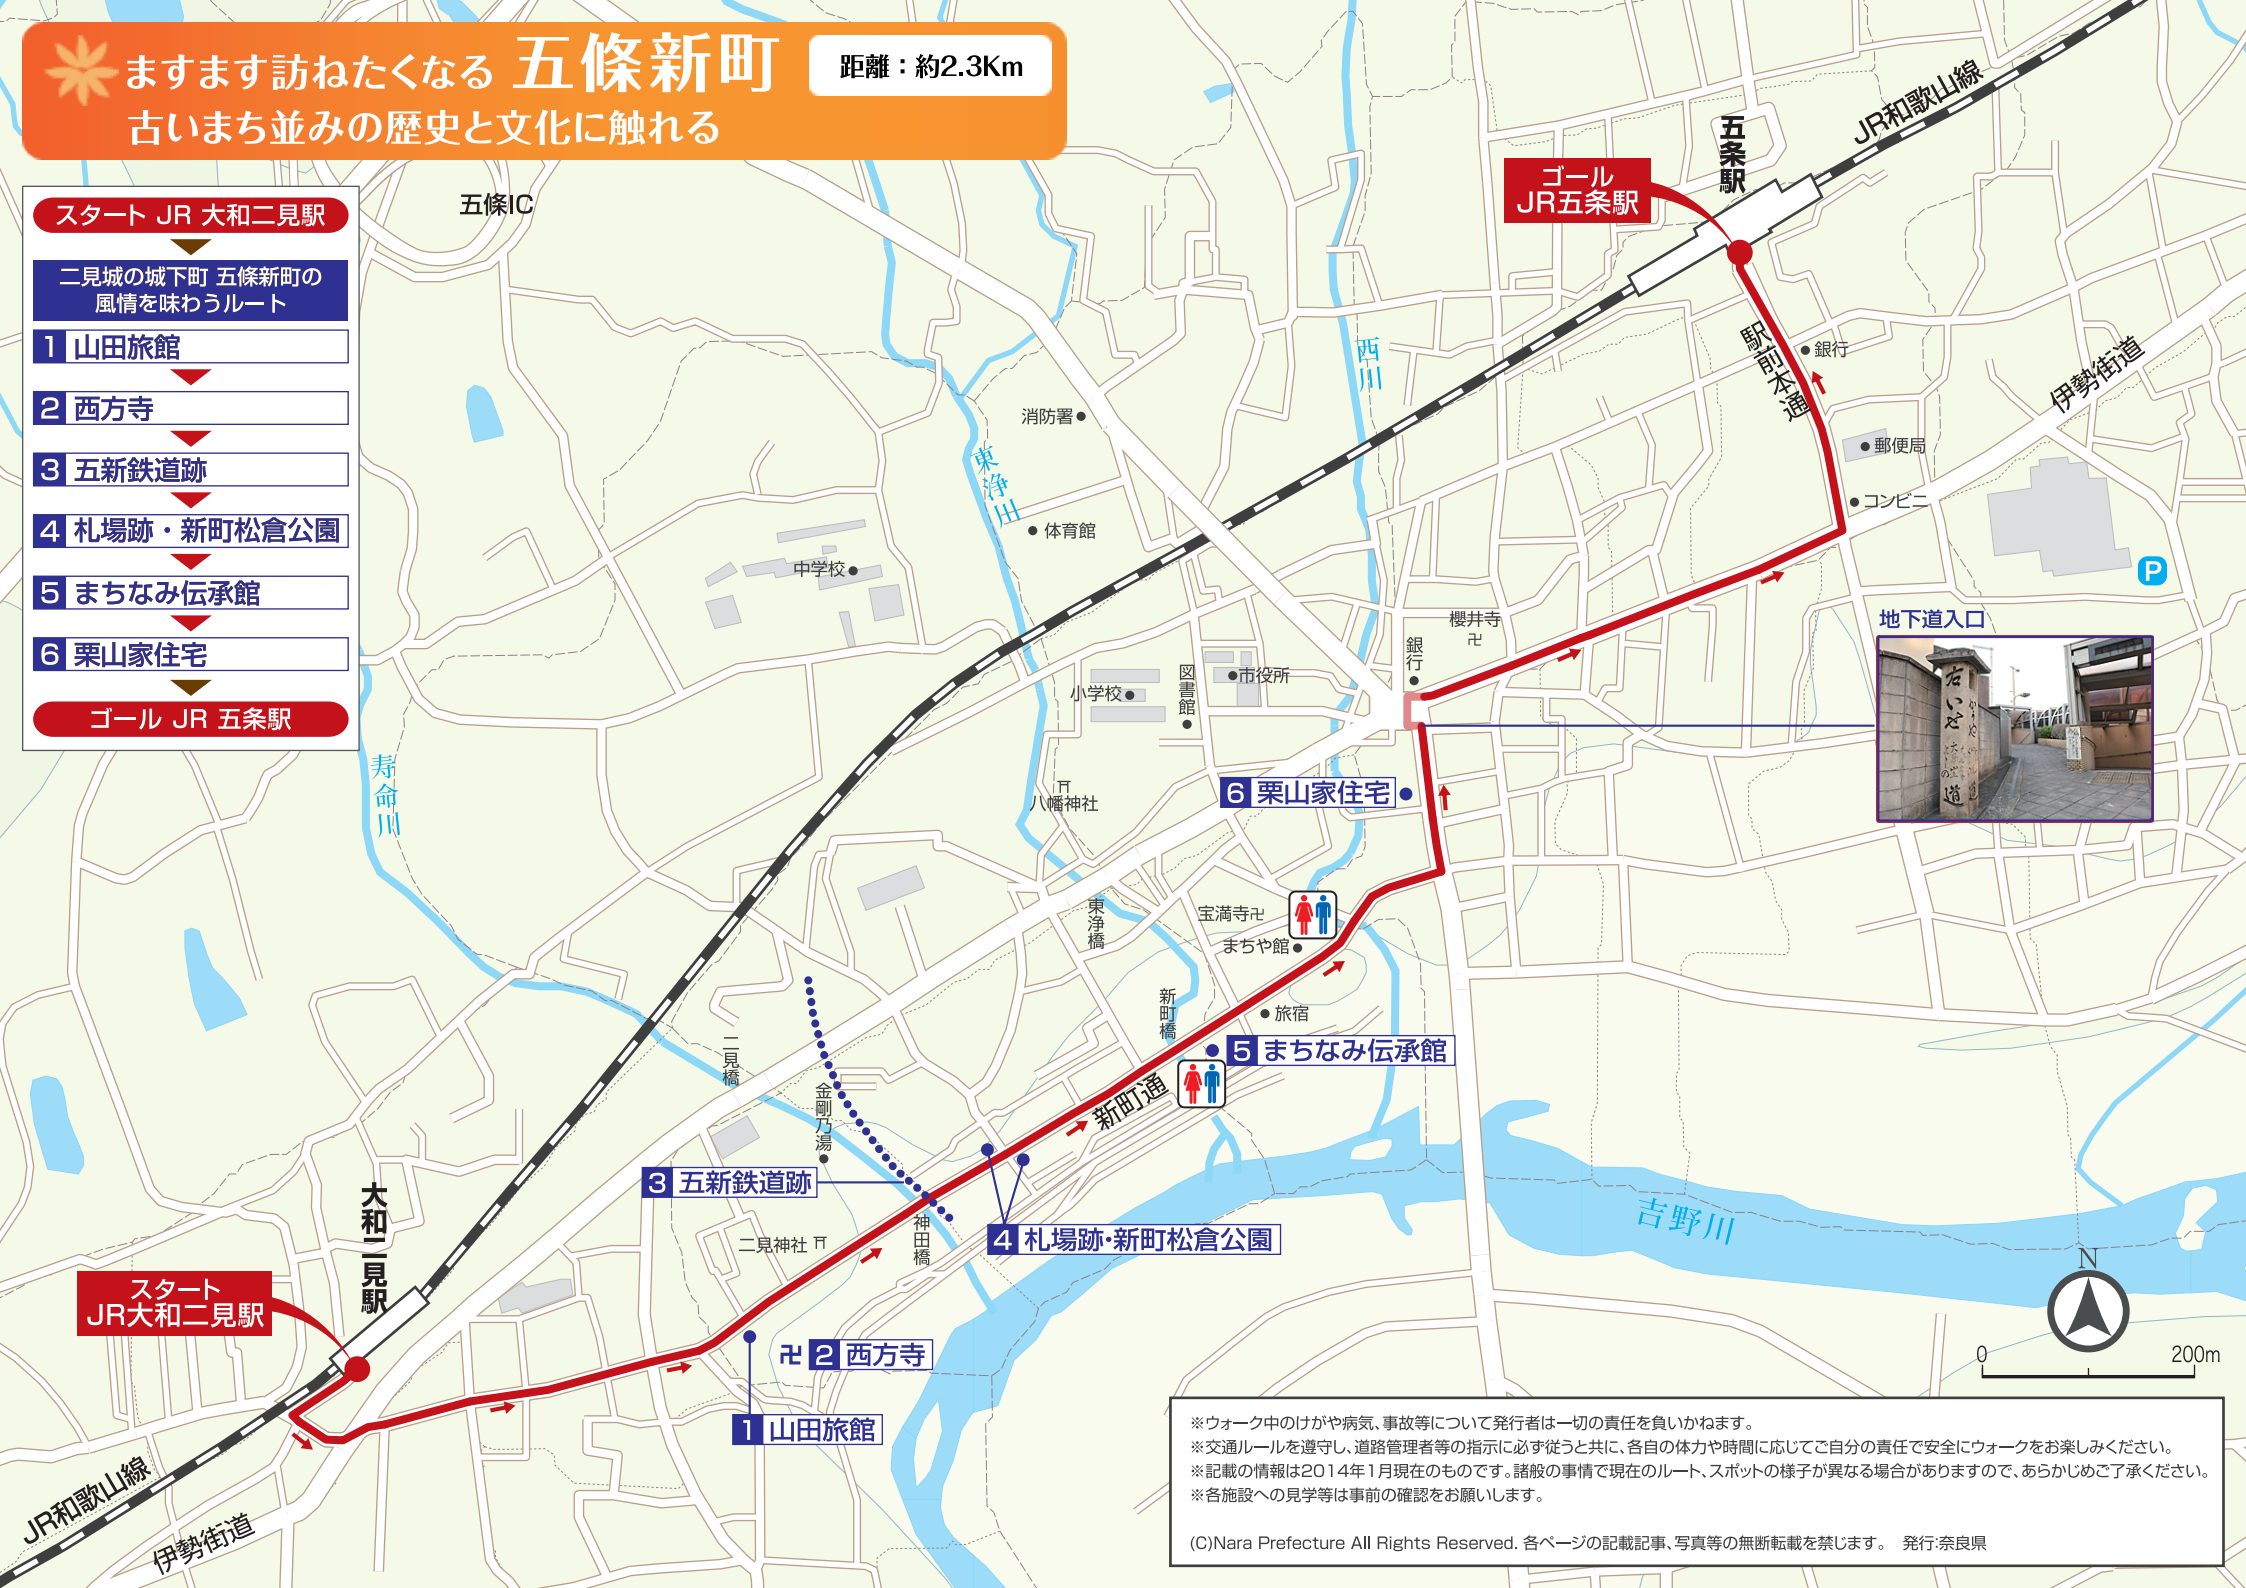 ますます訪ねたくなる 五條新町
距離：約2.3Km
古いまち並みの歴史と文化に触れる
スタート JR 大和二見駅
二見城の城下町 五條新町の
風情を味わうルート
1 山田旅館
2 西方寺
3 五新鉄道跡
4 札場跡・新町松倉公園
5 まちなみ伝承館
6 栗山家住宅
ゴール JR 五条駅
五條IC
ゴール
JR五条駅
五条駅
JR和歌山線
西川
駅前本通
銀行
伊勢街道
消防署
郵便局
東浄川
コンビニ
体育館
中学校
P
地下道入口
右いせ
道
櫻井寺
卍
銀行
図書館
市役所
小学校
寿命川
八幡神社
6 栗山家住宅
東浄橋
宝満寺卍
まちや館
新町橋
旅宿
5 まちなみ伝承館
二見橋
金剛乃湯
新町通
3 五新鉄道跡
神田橋
4 札場跡・新町松倉公園
吉野川
大和二見駅
二見神社
スタート
JR大和二見駅
卍 2 西方寺
1 山田旅館
N
0 200m
JR和歌山線
伊勢街道
※ウォーク中のけがや病気、事故等について発行者は一切の責任を負いかねます。
※交通ルールを遵守し、道路管理者等の指示に必ず従うと共に、各自の体力や時間に応じてご自分の責任で安全にウォークをお楽しみください。
※記載の情報は2014年1月現在のものです。諸般の事情で現在のルート、スポットの様子が異なる場合がありますので、あらかじめご了承ください。
※各施設への見学等は事前の確認をお願いします。
(C)Nara Prefecture All Rights Reserved. 各ページの記載記事、写真等の無断転載を禁じます。 発行:奈良県